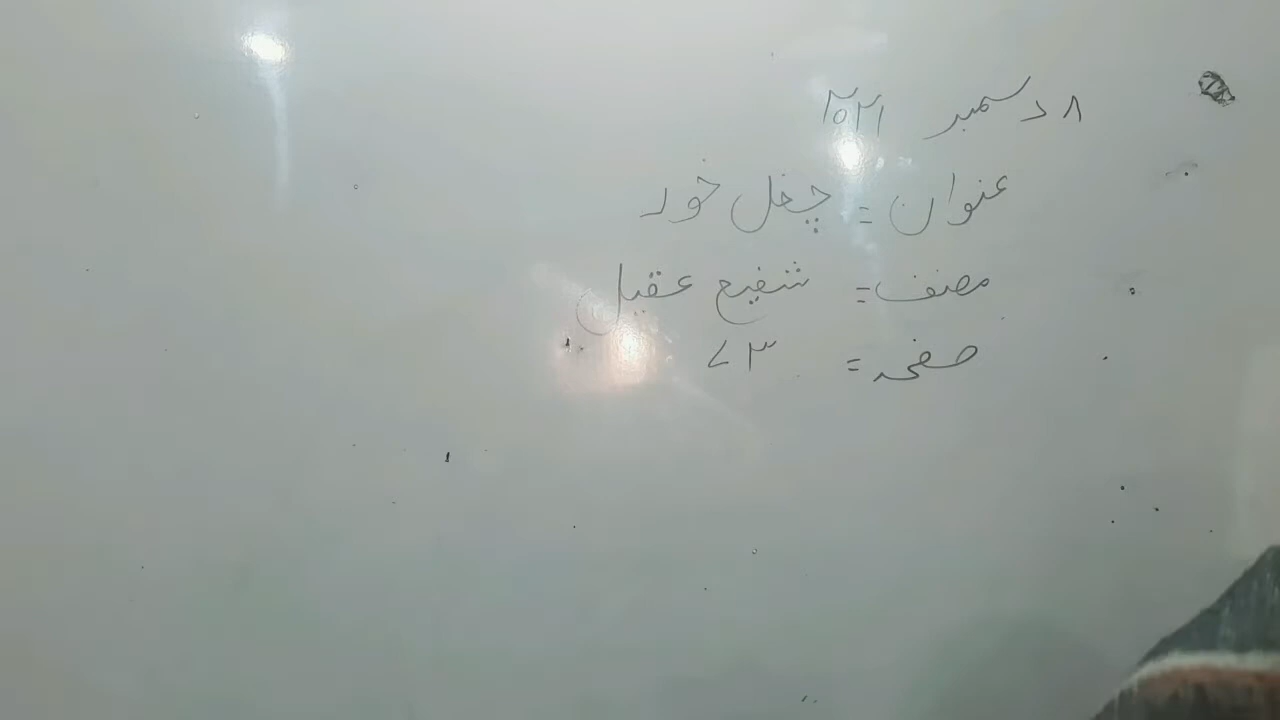 ۸ دسمبر ۲۰۲۱
عنوان = چغل خور
مصنف = شفیع عقیل
صفحہ = ۷۳